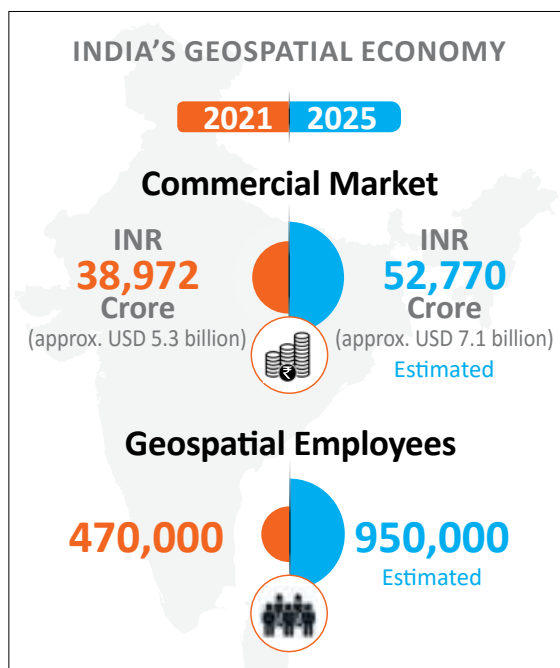 INDIA'S GEOSPATIAL ECONOMY
2021 2025
Commercial Market
INR
38,972
Crore
(approx. USD 5.3 billion)
INR
52,770
Crore
(approx. USD 7.1 billion)
Estimated
₹
Geospatial Employees
470,000
950,000
Estimated